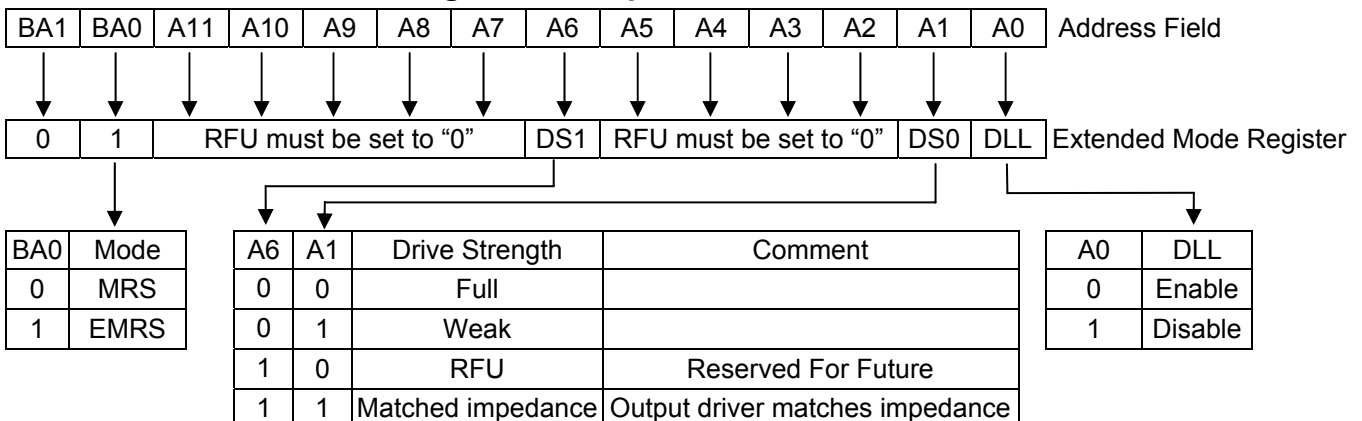 BA1 BA0 A11 A10 A9 A8 A7 A6 A5 A4 A3 A2 A1 A0 Address Field
0 1 RFU must be set to “0” DS1 RFU must be set to “0” DS0 DLL Extended Mode Register
BA0 Mode
0 MRS
1 EMRS
A6 A1 Drive Strength Comment
0 0 Full
0 1 Weak
1 0 RFU Reserved For Future
1 1 Matched impedance Output driver matches impedance
A0 DLL
0 Enable
1 Disable